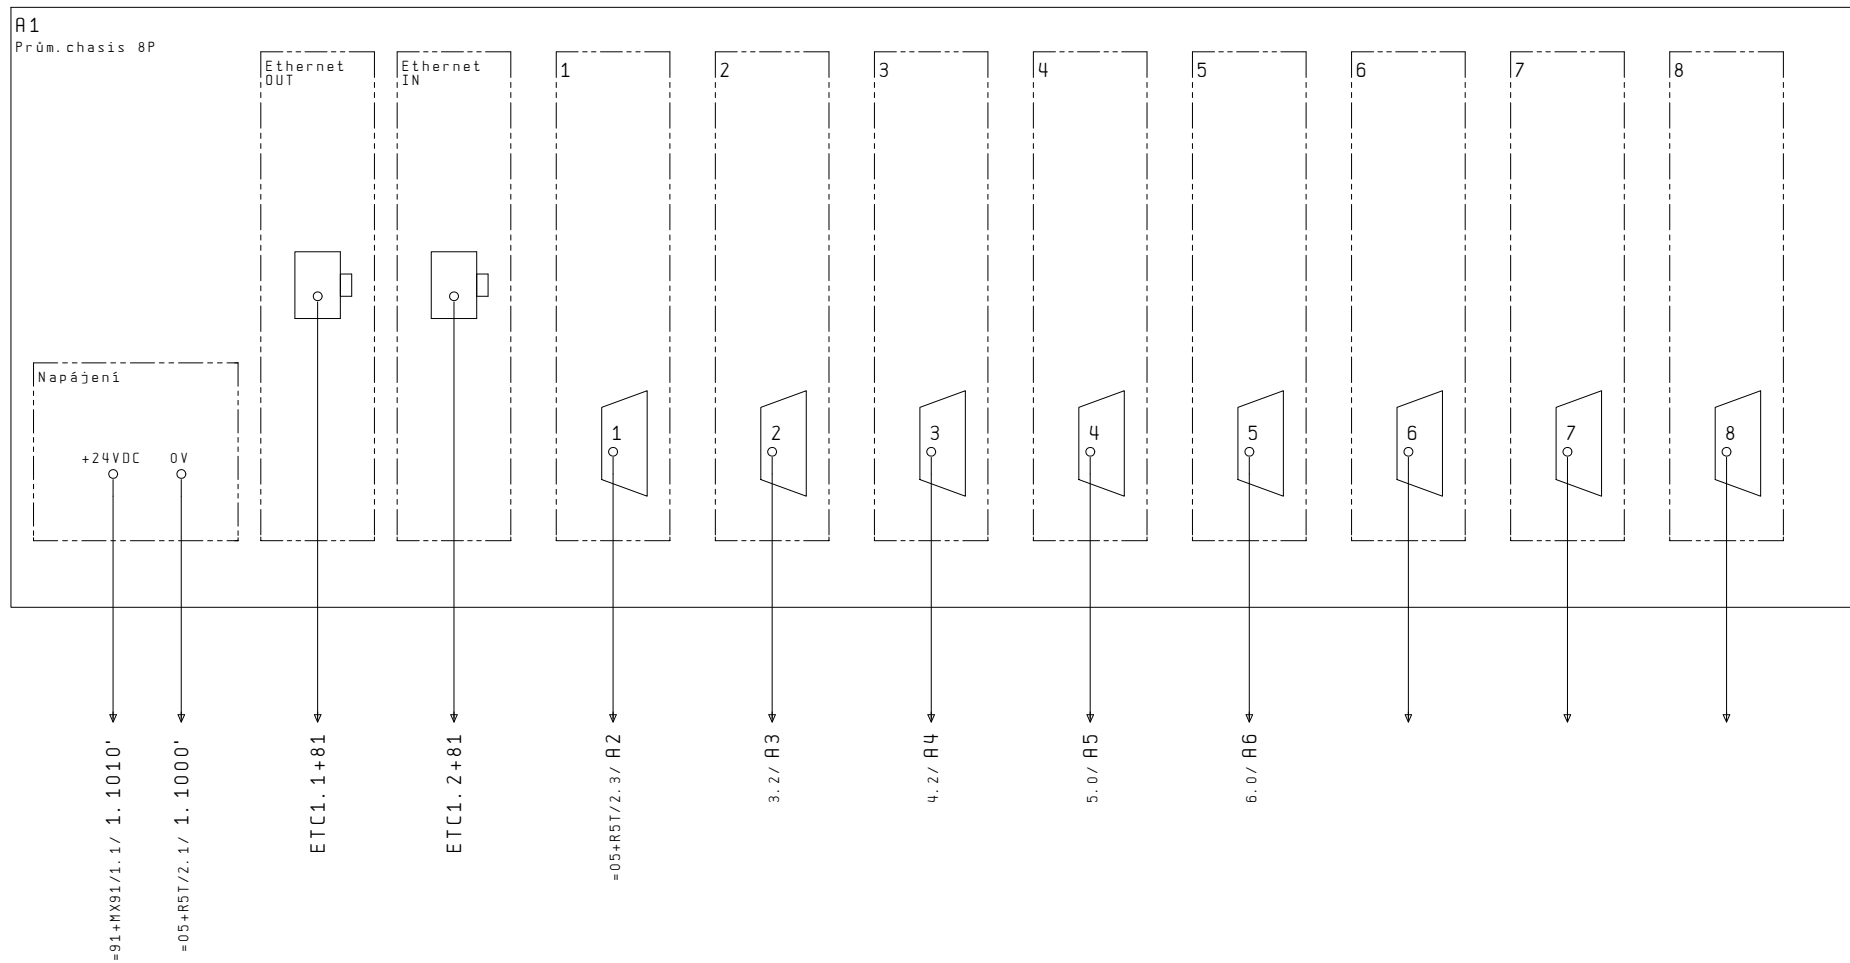 A1
Prům.chasis 8P
Ethernet
OUT
Ethernet
IN
1
2
3
4
5
6
7
8
Napájení
+24VDC
0V
1
2
3
4
5
6
7
8
=91+MX91/1.1/ 1.1010'
=05+R5T/2.1/ 1.1000'
ETC1.1+81
ETC1.2+81
=05+R5T/2.3/ A2
3.2/ A3
4.2/ A4
5.0/ A5
6.0/ A6